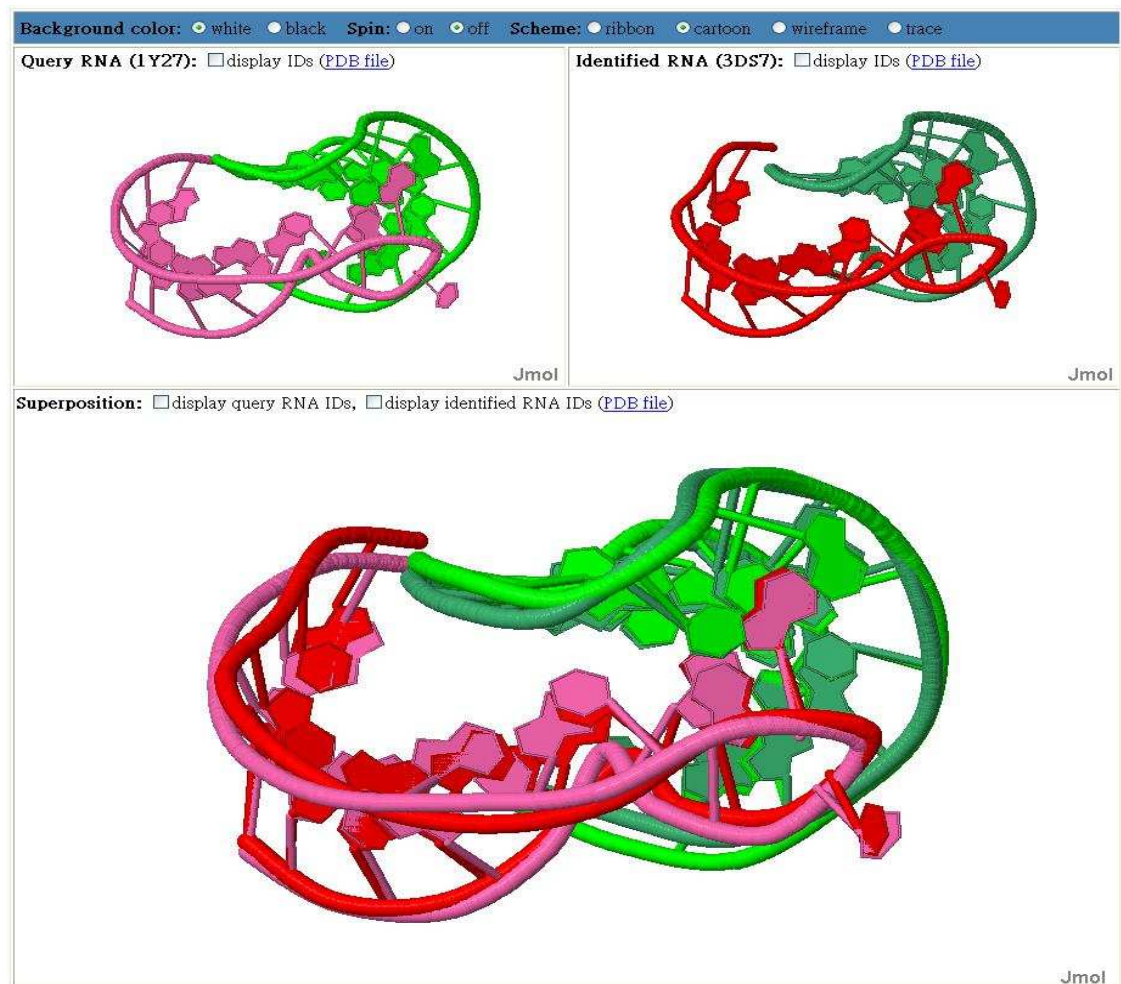 Background color: white black Spin: on off Scheme: ribbon cartoon wireframe trace
Query RNA (1Y27): display IDs (PDB file)
Identified RNA (3DS7): display IDs (PDB file)
Jmol
Jmol
Superposition: display query RNA IDs, display identified RNA IDs (PDB file)
Jmol